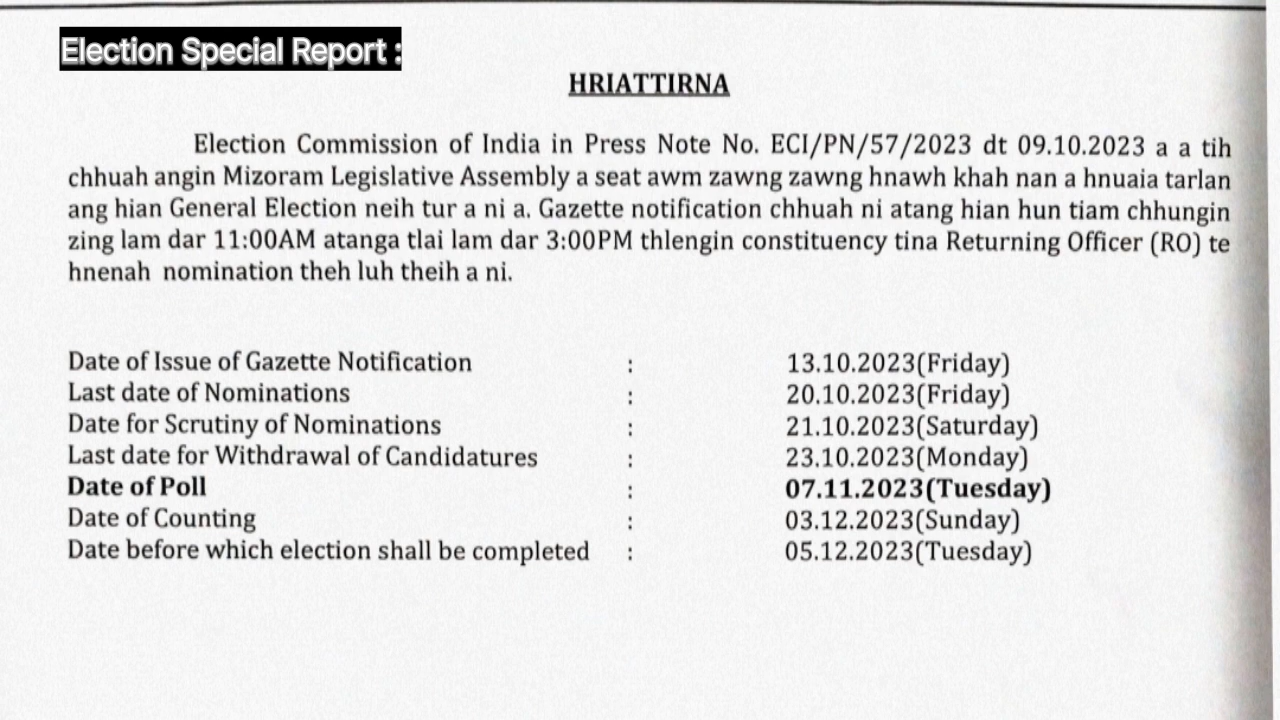 Election Special Report :
HRIATTIRNA
Election Commission of India in Press Note No. ECI/PN/57/2023 dt 09.10.2023 a a tih
chhuah angin Mizoram Legislative Assembly a seat awm zawng zawng hnawh khah nan a hnuaia tarlan
ang hian General Election neih tur a ni a. Gazette notification chhuah ni atang hian hun tiam chhungin
zing lam dar 11:00AM atanga tlai lam dar 3:00PM thlengin constituency tina Returning Officer (RO) te
hnenah nomination theh luh theih a ni.
Date of Issue of Gazette Notification : 13.10.2023(Friday)
Last date of Nominations : 20.10.2023(Friday)
Date for Scrutiny of Nominations : 21.10.2023(Saturday)
Last date for Withdrawal of Candidatures : 23.10.2023(Monday)
Date of Poll : 07.11.2023(Tuesday)
Date of Counting : 03.12.2023(Sunday)
Date before which election shall be completed : 05.12.2023(Tuesday)